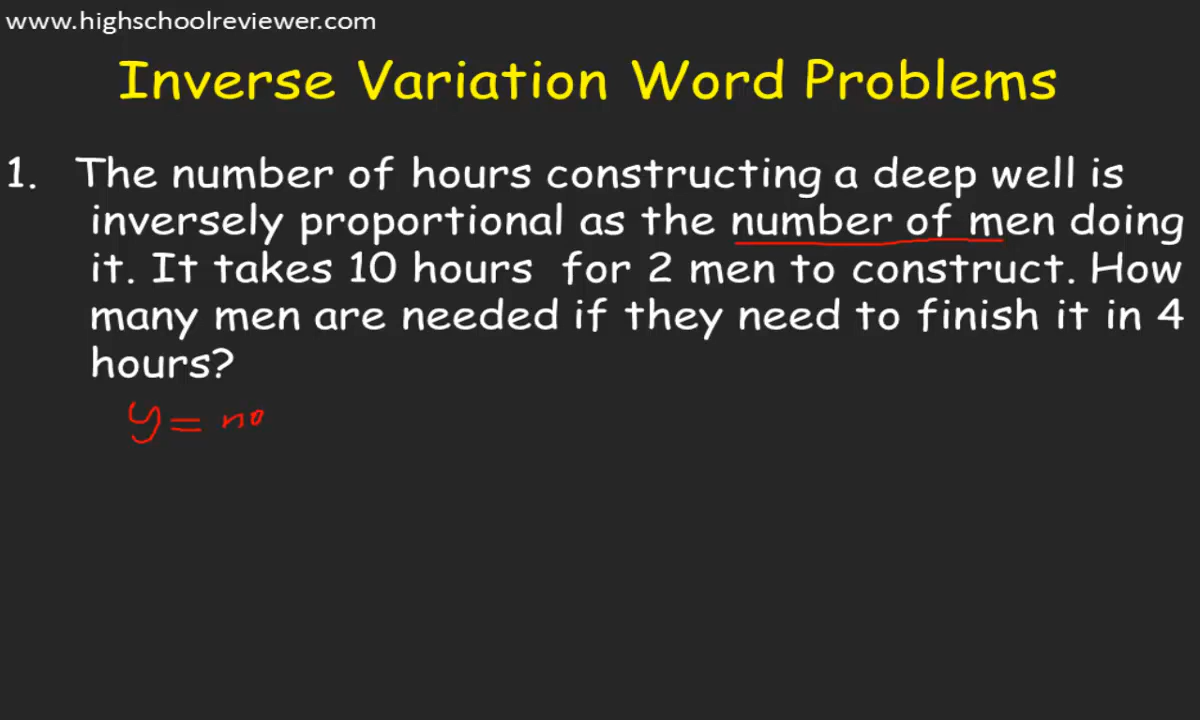 www.highschoolreviewer.com
Inverse Variation Word Problems
1. The number of hours constructing a deep well is
inversely proportional as the number of men doing
it. It takes 10 hours for 2 men to construct. How
many men are needed if they need to finish it in 4
hours?
y = no